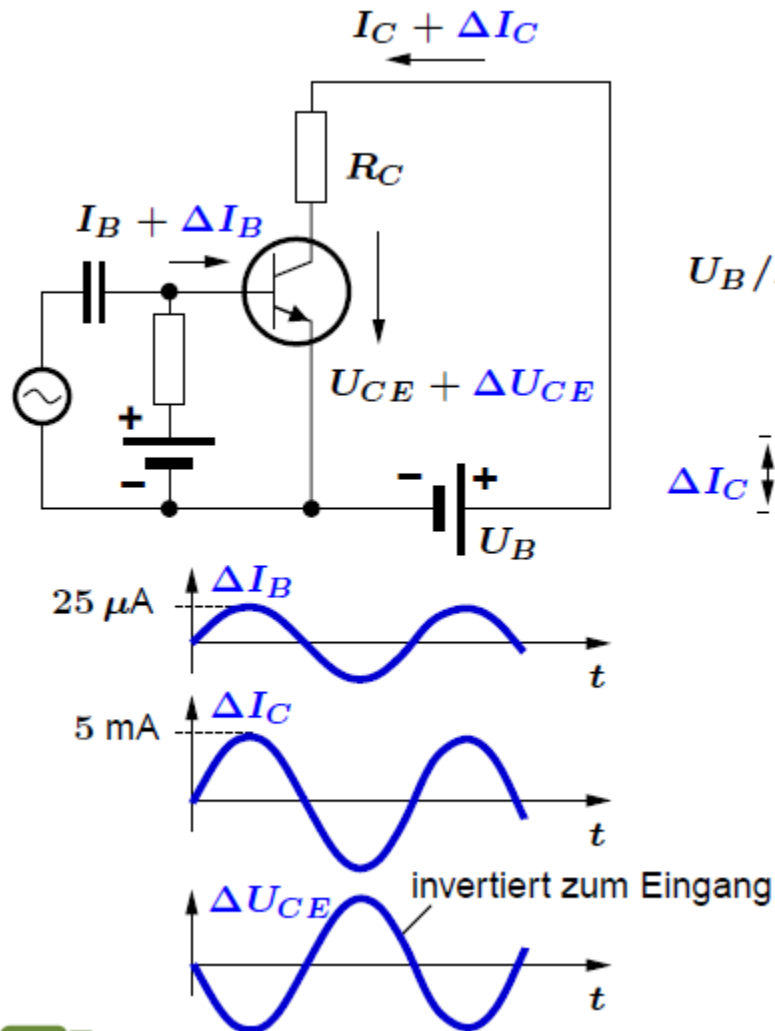 I_C + ΔI_C
R_C
I_B + ΔI_B
U_B/
U_CE + ΔU_CE
+
−
− +
ΔI_C
U_B
ΔI_B
25 μA
t
ΔI_C
5 mA
t
invertiert zum Eingang
ΔU_CE
t